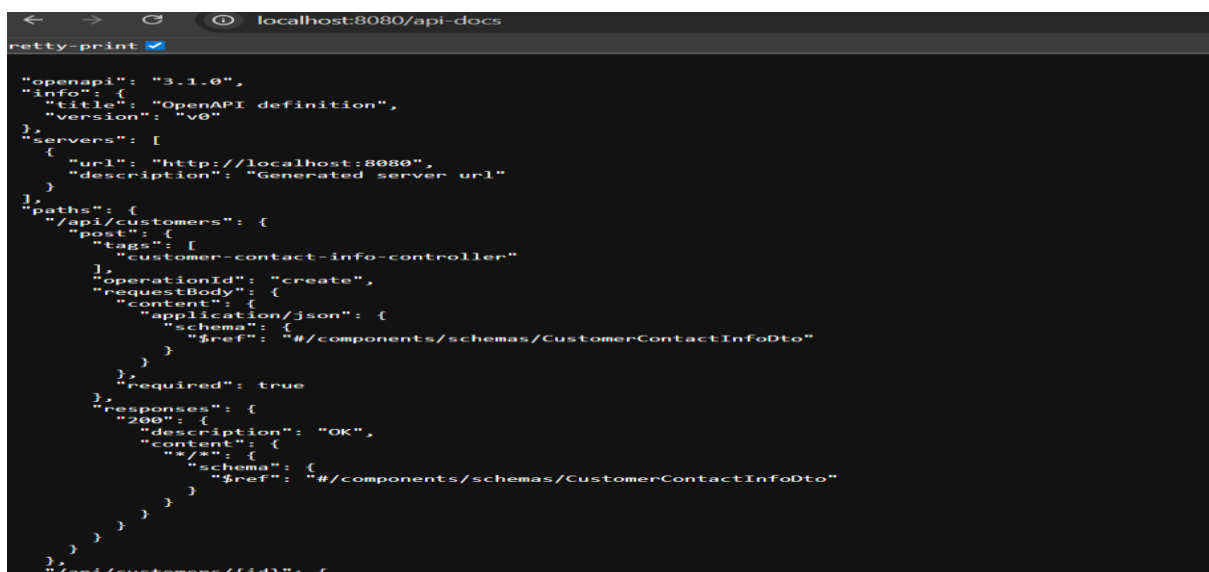 localhost:8080/api-docs
retty-print
"openapi": "3.1.0",
"info": {
"title": "OpenAPI definition",
"version": "v0"
},
"servers": [
{
"url": "http://localhost:8080",
"description": "Generated server url"
}
],
"paths": {
"/api/customers": {
"post": {
"tags": [
"customer-contact-info-controller"
],
"operationId": "create",
"requestBody": {
"content": {
"application/json": {
"schema": {
"$ref": "#/components/schemas/CustomerContactInfoDto"
}
}
},
"required": true
},
"responses": {
"200": {
"description": "OK",
"content": {
"*/*": {
"schema": {
"$ref": "#/components/schemas/CustomerContactInfoDto"
}
}
}
}
}
}
},
"/api/customers/{id}": {